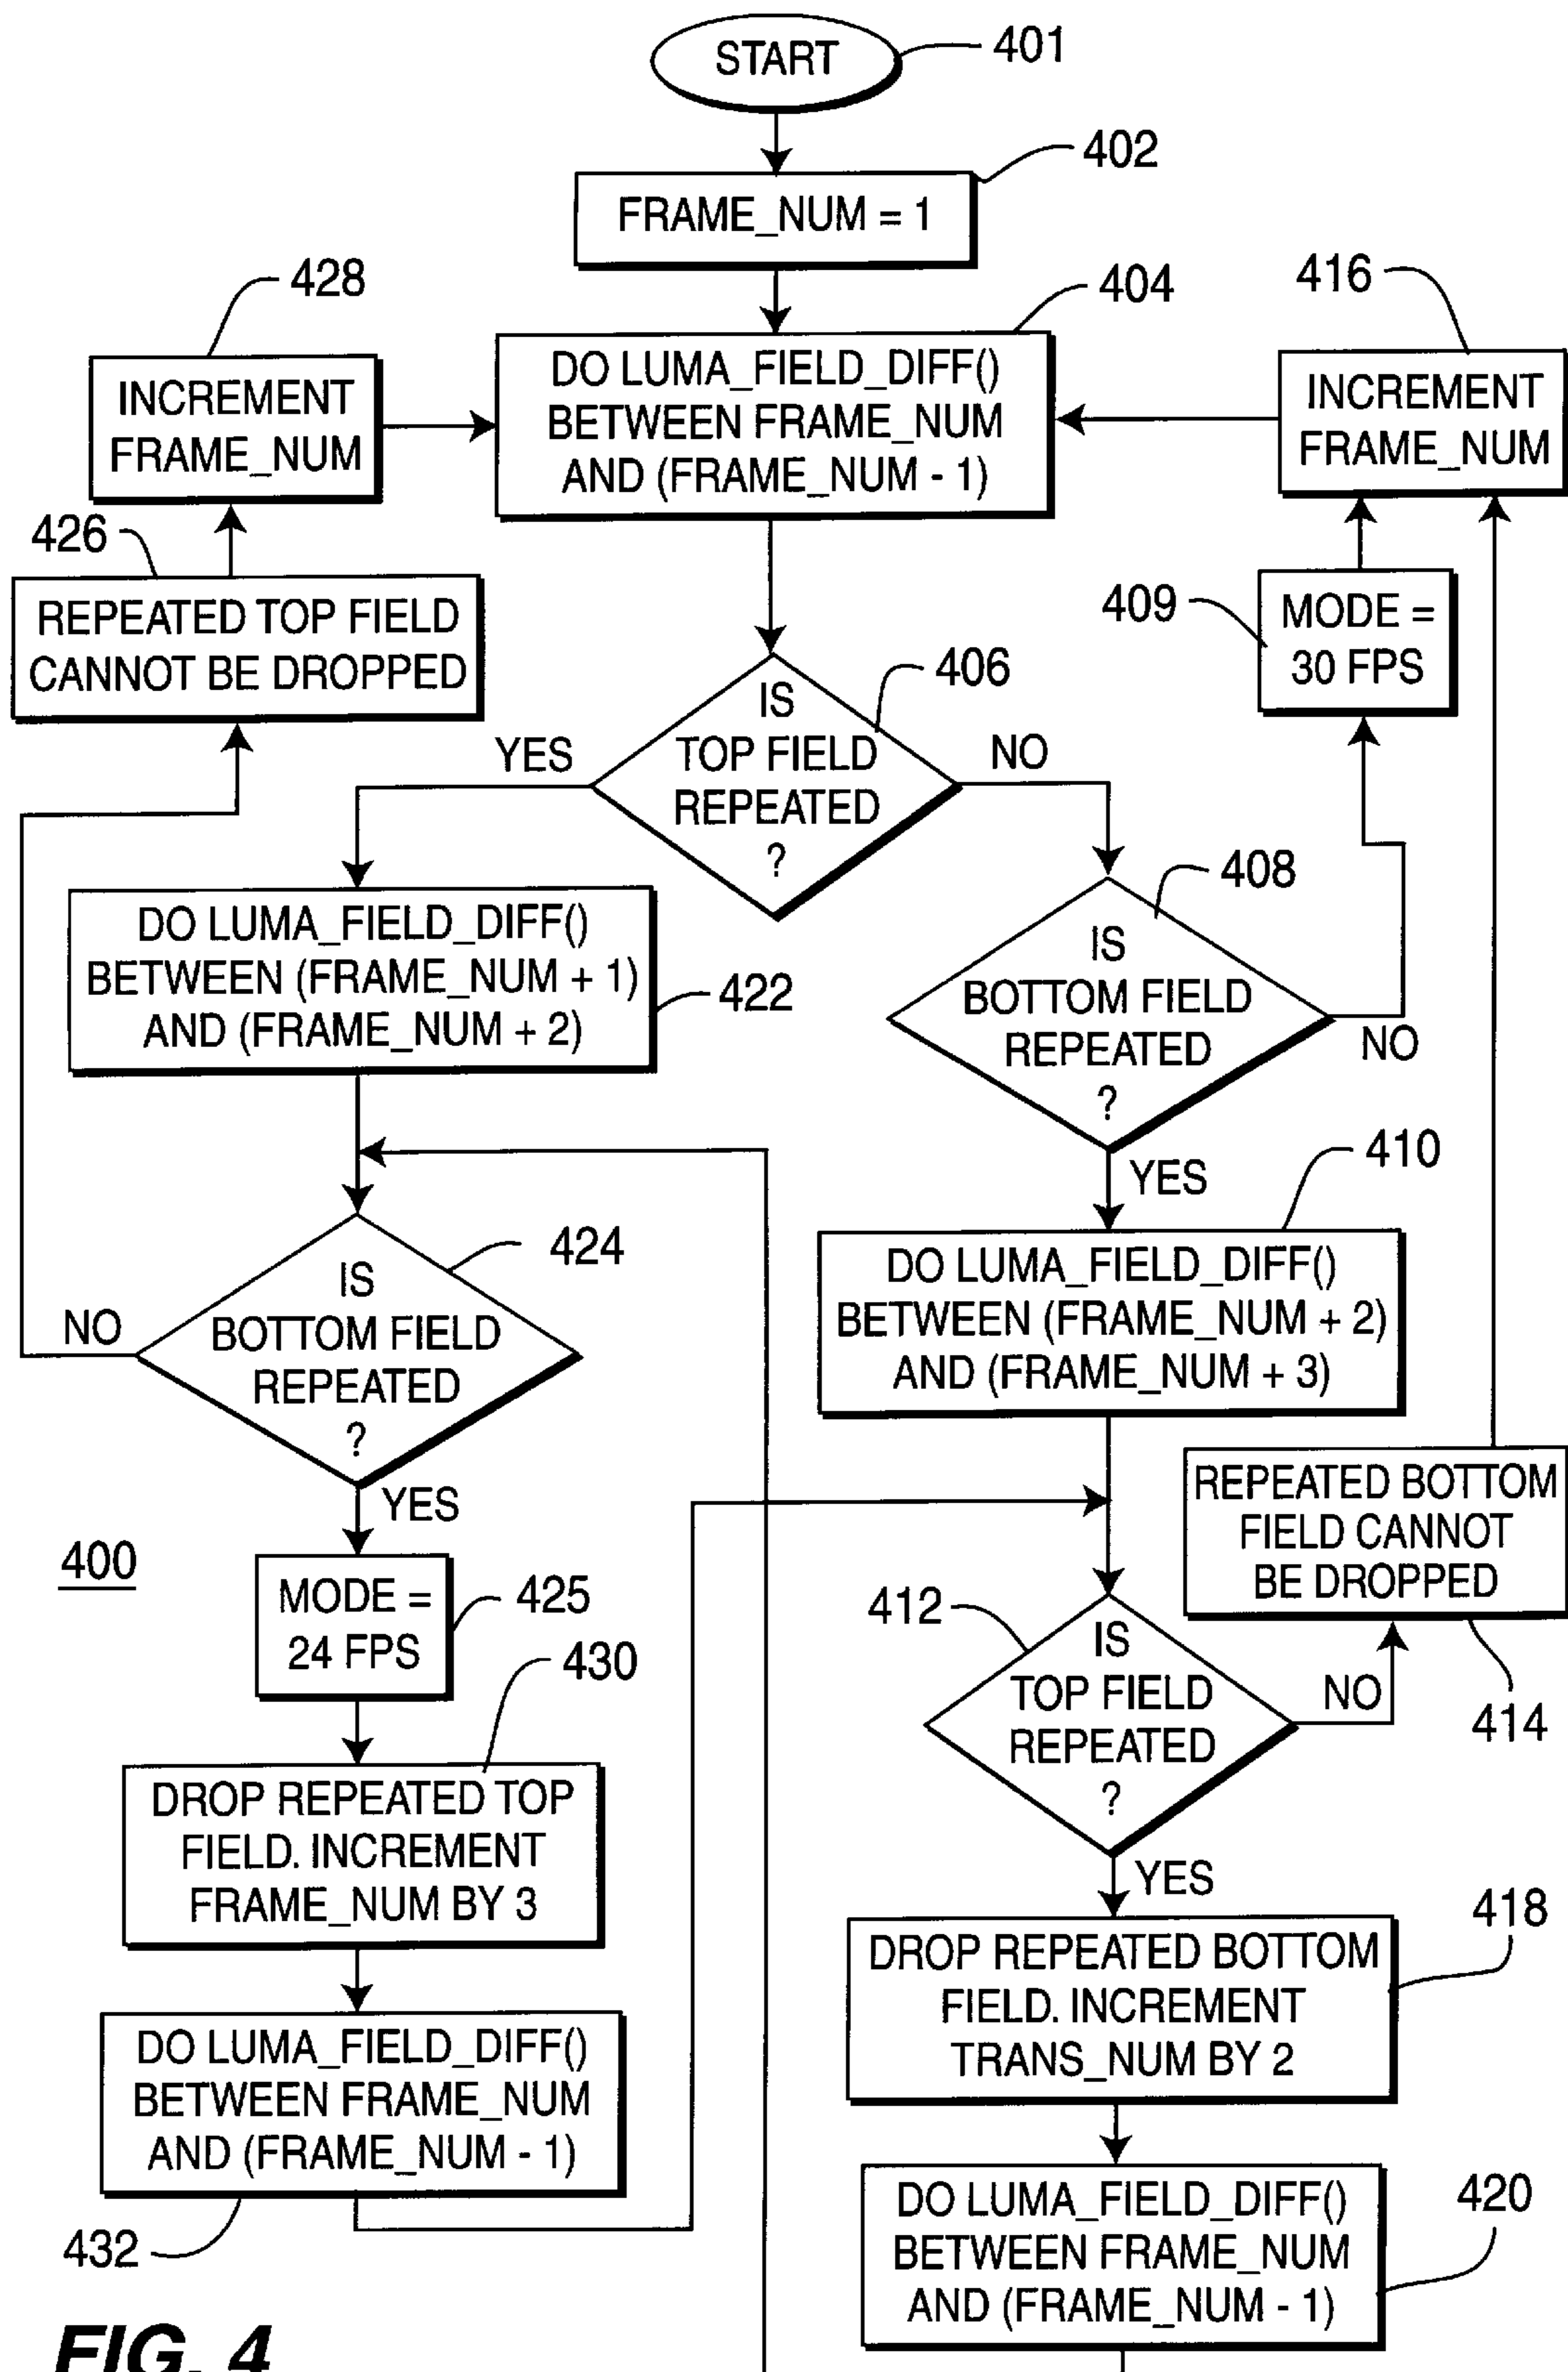 START
401
402
FRAME_NUM = 1
428
404
416
INCREMENT
FRAME_NUM
DO LUMA_FIELD_DIFF()
BETWEEN FRAME_NUM
AND (FRAME_NUM - 1)
INCREMENT
FRAME_NUM
426
REPEATED TOP FIELD
CANNOT BE DROPPED
409
MODE =
30 FPS
406
IS
TOP FIELD
REPEATED
?
YES
NO
408
DO LUMA_FIELD_DIFF()
BETWEEN (FRAME_NUM + 1)
AND (FRAME_NUM + 2)
422
IS
BOTTOM FIELD
REPEATED
?
NO
YES
410
424
IS
BOTTOM FIELD
REPEATED
?
NO
YES
DO LUMA_FIELD_DIFF()
BETWEEN (FRAME_NUM + 2)
AND (FRAME_NUM + 3)
400
REPEATED BOTTOM
FIELD CANNOT
BE DROPPED
414
MODE =
24 FPS
425
412
IS
TOP FIELD
REPEATED
?
NO
YES
430
DROP REPEATED TOP
FIELD. INCREMENT
FRAME_NUM BY 3
418
DROP REPEATED BOTTOM
FIELD. INCREMENT
TRANS_NUM BY 2
DO LUMA_FIELD_DIFF()
BETWEEN FRAME_NUM
AND (FRAME_NUM - 1)
432
420
DO LUMA_FIELD_DIFF()
BETWEEN FRAME_NUM
AND (FRAME_NUM - 1)
FIG. 4